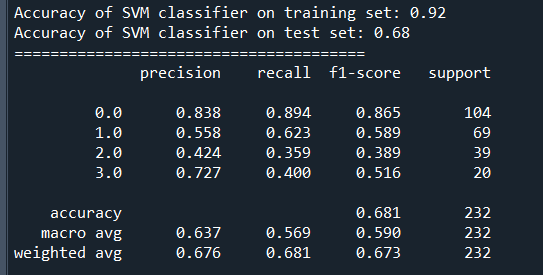 Accuracy of SVM classifier on training set: 0.92
Accuracy of SVM classifier on test set: 0.68
=======================================
precision recall f1-score support
0.0 0.838 0.894 0.865 104
1.0 0.558 0.623 0.589 69
2.0 0.424 0.359 0.389 39
3.0 0.727 0.400 0.516 20
accuracy 0.681 232
macro avg 0.637 0.569 0.590 232
weighted avg 0.676 0.681 0.673 232